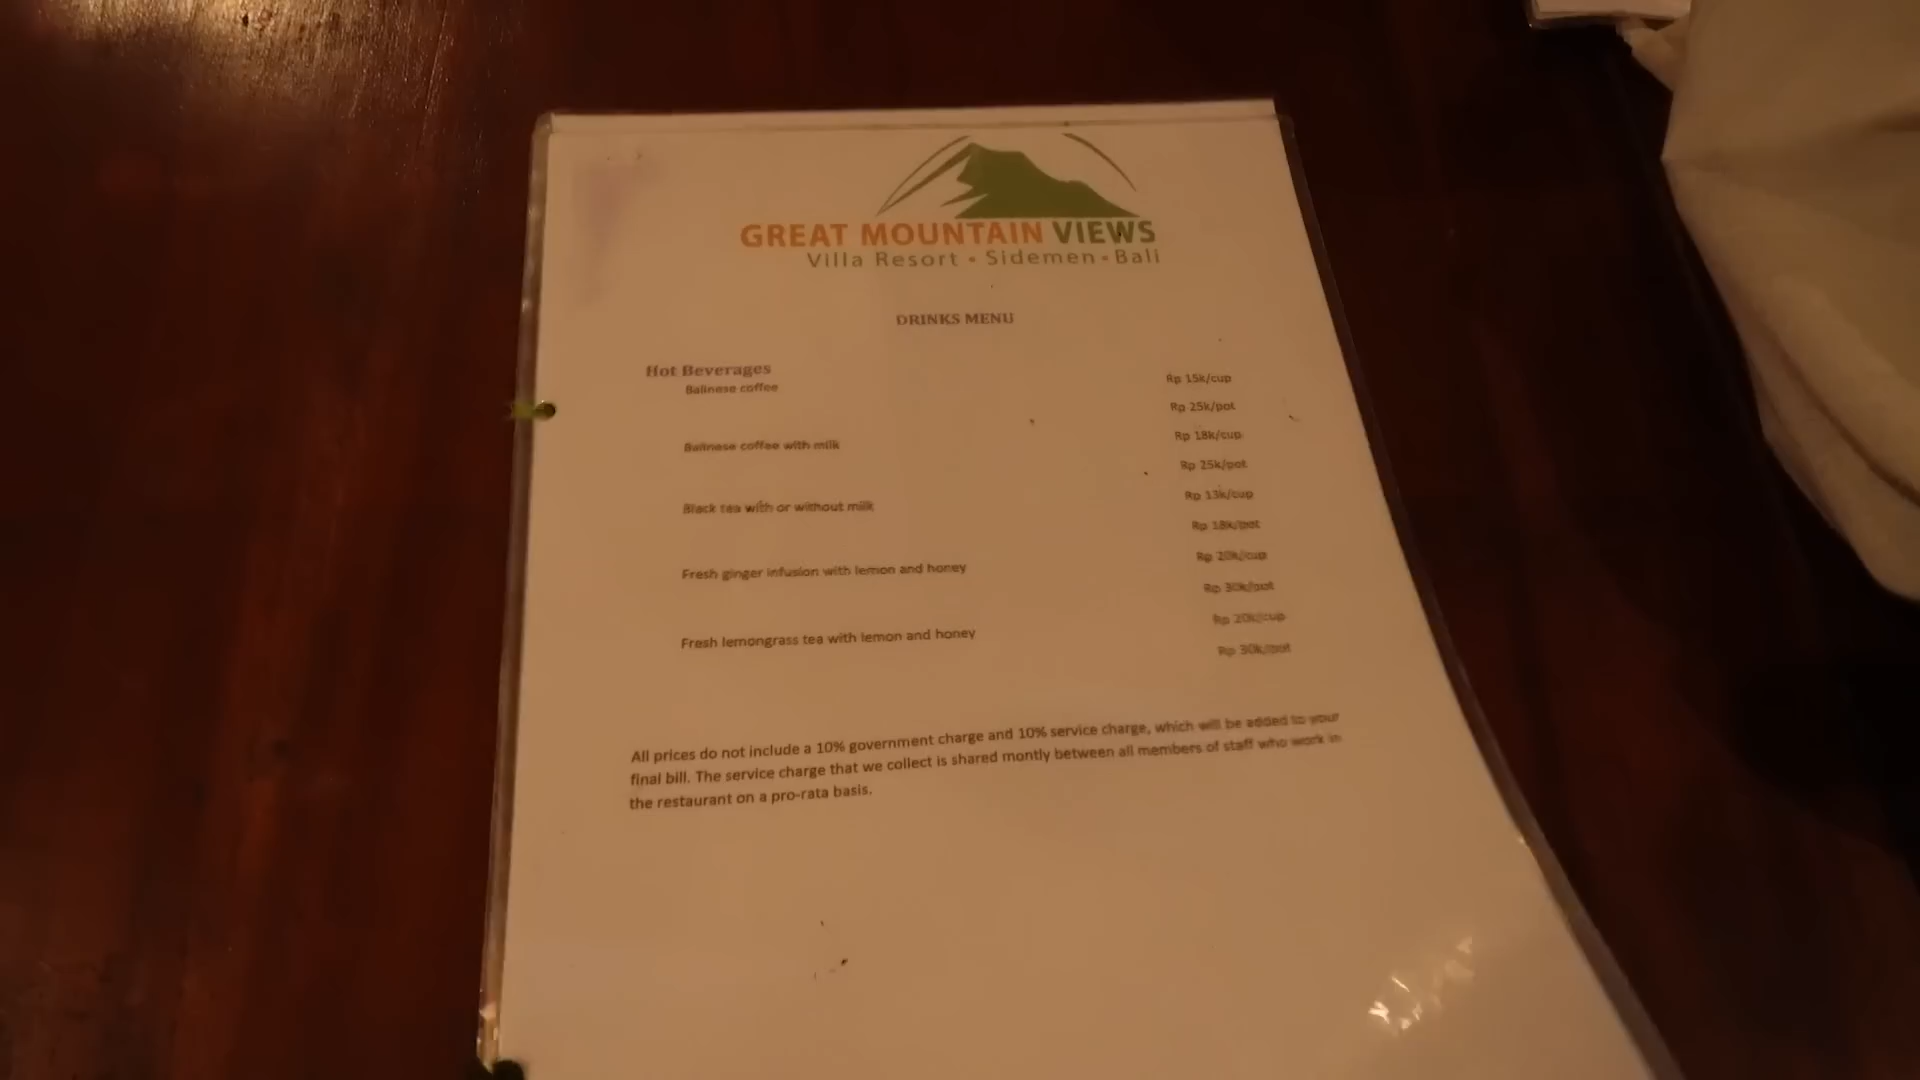 GREAT MOUNTAIN VIEWS
Villa Resort • Sidemen • Bali
DRINKS MENU
Hot Beverages
Balinese coffee Rp 15k/cup
Rp 25k/pot
Balinese coffee with milk Rp 18k/cup
Rp 25k/pot
Black tea with or without milk Rp 13k/cup
Rp 18k/pot
Fresh ginger infusion with lemon and honey Rp 20k/cup
Rp 30k/pot
Fresh lemongrass tea with lemon and honey Rp 20k/cup
Rp 30k/pot
All prices do not include a 10% government charge and 10% service charge, which will be added to your
final bill. The service charge that we collect is shared montly between all members of staff who work in
the restaurant on a pro-rata basis.